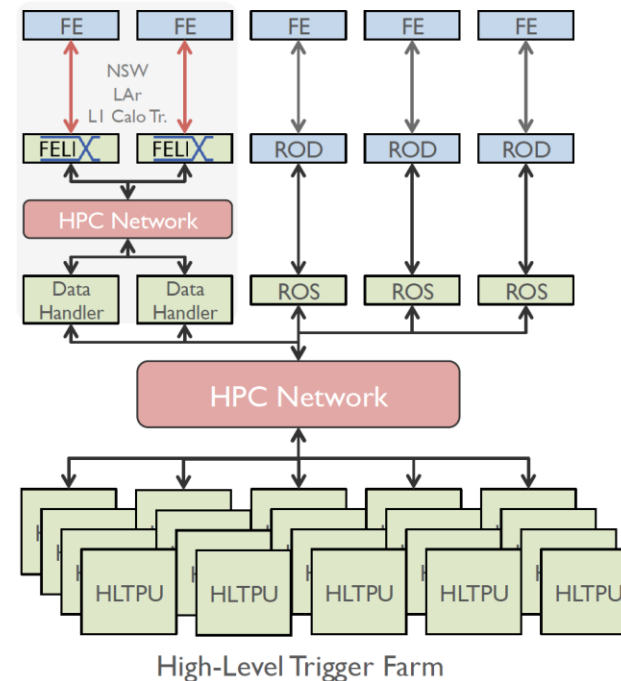 FE FE FE FE FE
NSW
LAr
L1 Calo Tr.
FELIX FELIX ROD ROD ROD
HPC Network
Data Handler Data Handler ROS ROS ROS
HPC Network
HLTPU HLTPU HLTPU HLTPU HLTPU
High-Level Trigger Farm